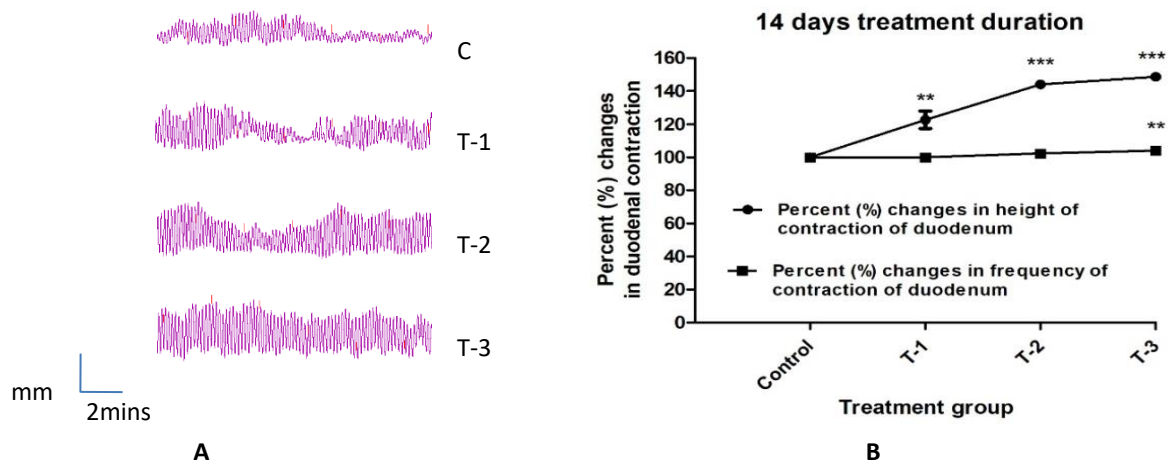 C
T-1
T-2
T-3
mm
2mins
A
14 days treatment duration
Percent (%) changes
in duodenal contraction
160
140
120
100
80
60
40
20
0
**
***
***
**
Percent (%) changes in height of
contraction of duodenum
Percent (%) changes in frequency of
contraction of duodenum
Control
T-1
T-2
T-3
Treatment group
B